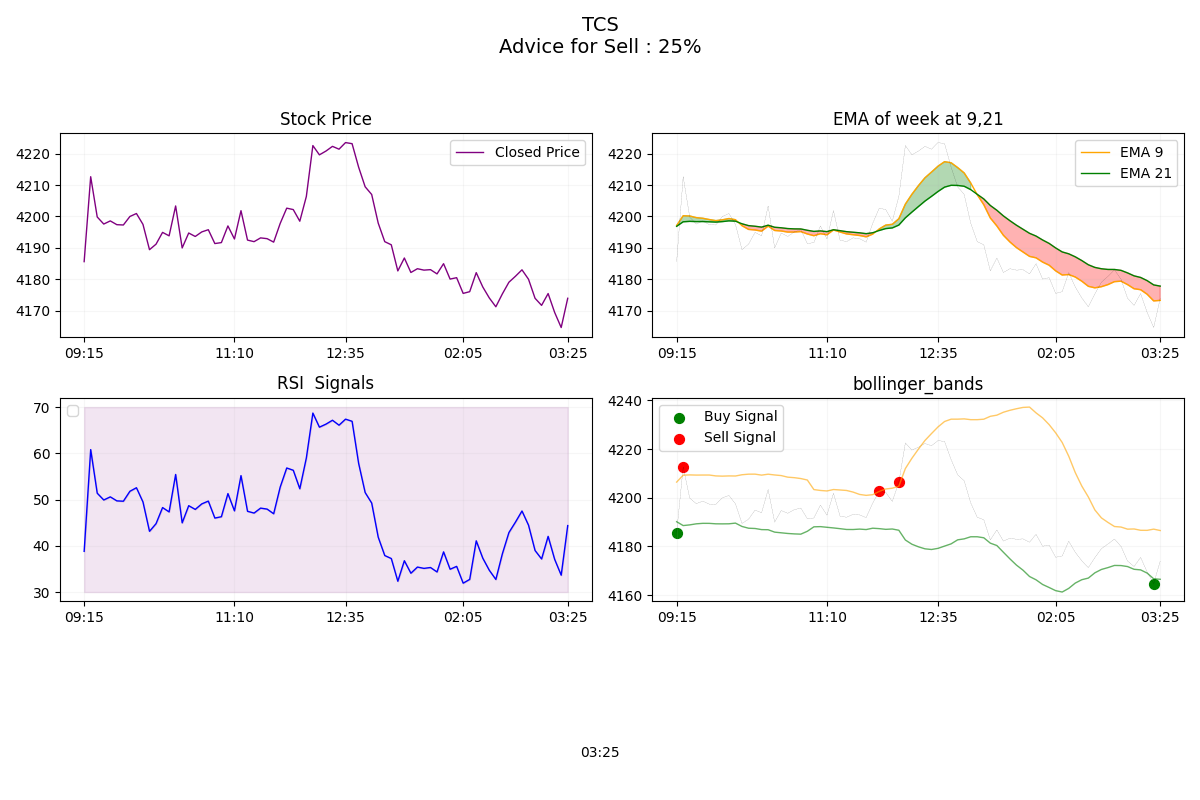 TCS
Advice for Sell : 25%
Stock Price
Closed Price
4220
4210
4200
4190
4180
4170
09:15 11:10 12:35 02:05 03:25
EMA of week at 9,21
EMA 9
EMA 21
4220
4210
4200
4190
4180
4170
09:15 11:10 12:35 02:05 03:25
RSI  Signals
70
60
50
40
30
09:15 11:10 12:35 02:05 03:25
bollinger_bands
Buy Signal
Sell Signal
4240
4220
4200
4180
4160
09:15 11:10 12:35 02:05 03:25
03:25